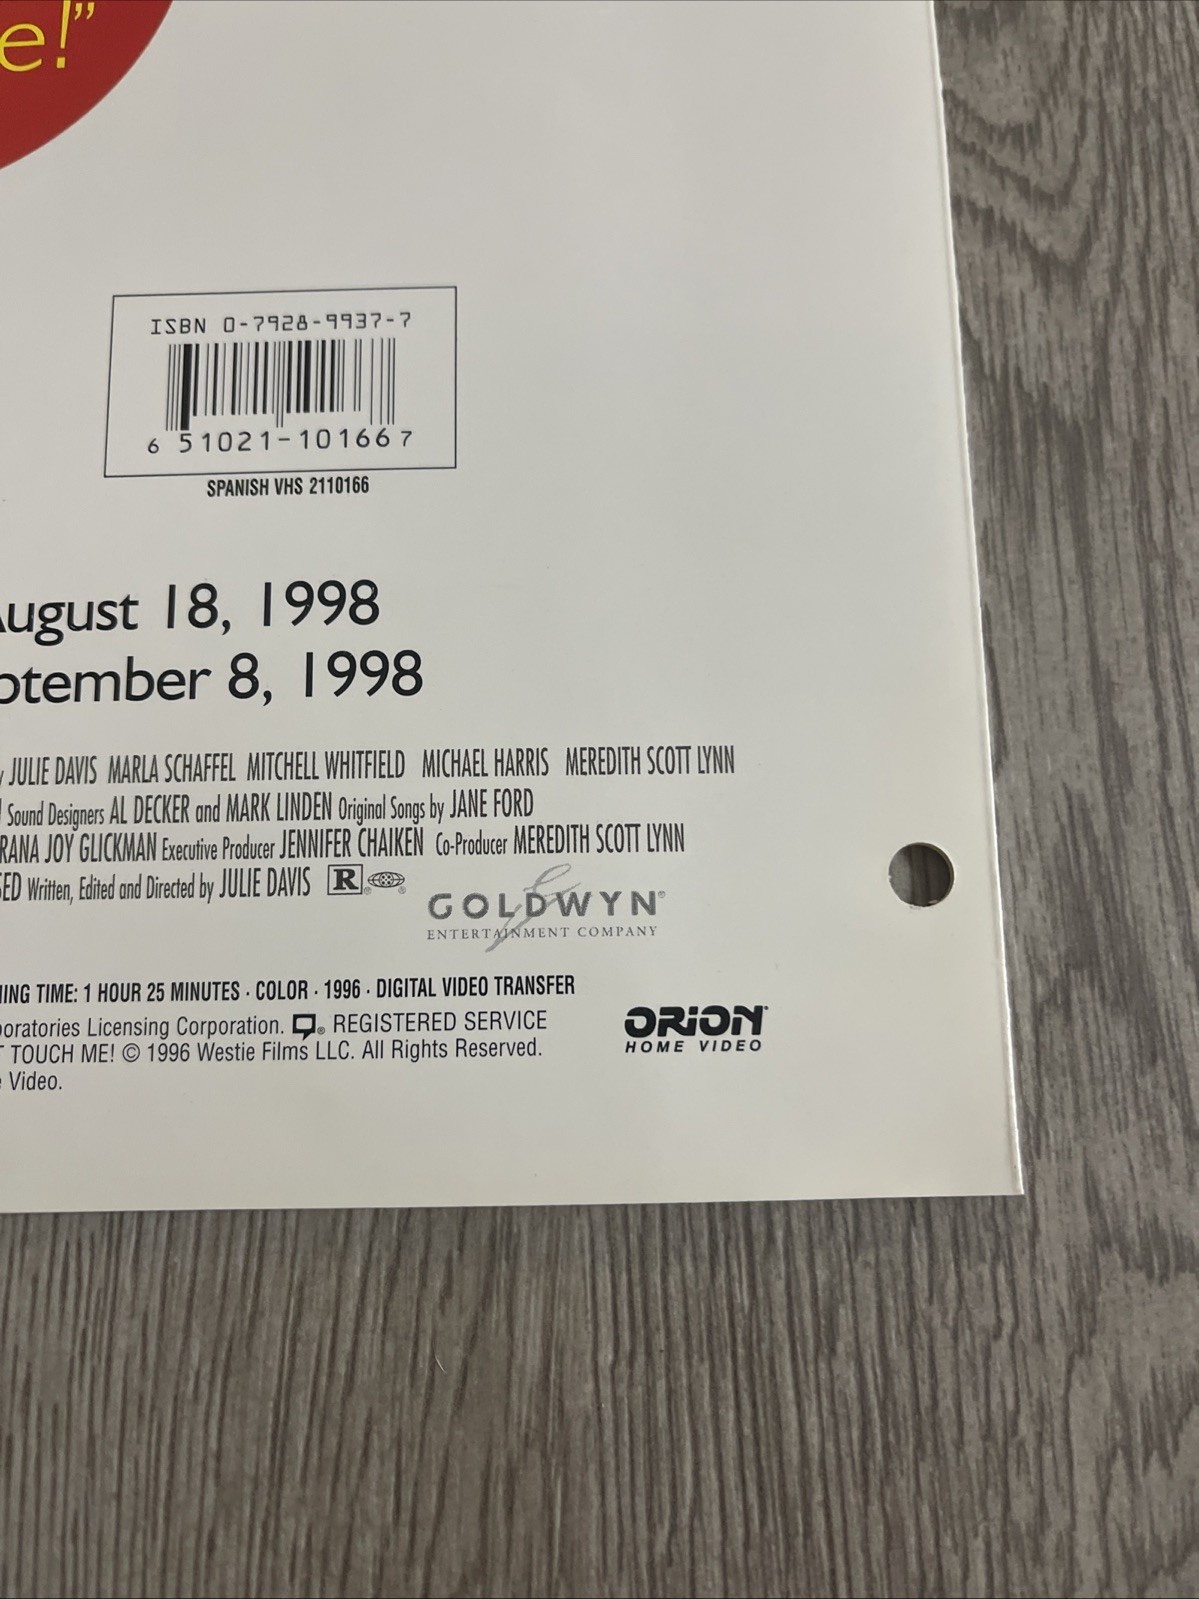 e!”
ISBN 0-7928-9937-7
6 51021-10166 7
SPANISH VHS 2110166
August 18, 1998
ptember 8, 1998
y JULIE DAVIS MARLA SCHAFFEL MITCHELL WHITFIELD MICHAEL HARRIS MEREDITH SCOTT LYNN
Sound Designers AL DECKER and MARK LINDEN Original Songs by JANE FORD
RANA JOY GLICKMAN Executive Producer JENNIFER CHAIKEN Co-Producer MEREDITH SCOTT LYNN
SED Written, Edited and Directed by JULIE DAVIS R
GOLDWYN®
ENTERTAINMENT COMPANY
NING TIME: 1 HOUR 25 MINUTES · COLOR · 1996 · DIGITAL VIDEO TRANSFER
boratories Licensing Corporation. ® REGISTERED SERVICE
T TOUCH ME! © 1996 Westie Films LLC. All Rights Reserved.
e Video.
ORION
HOME VIDEO